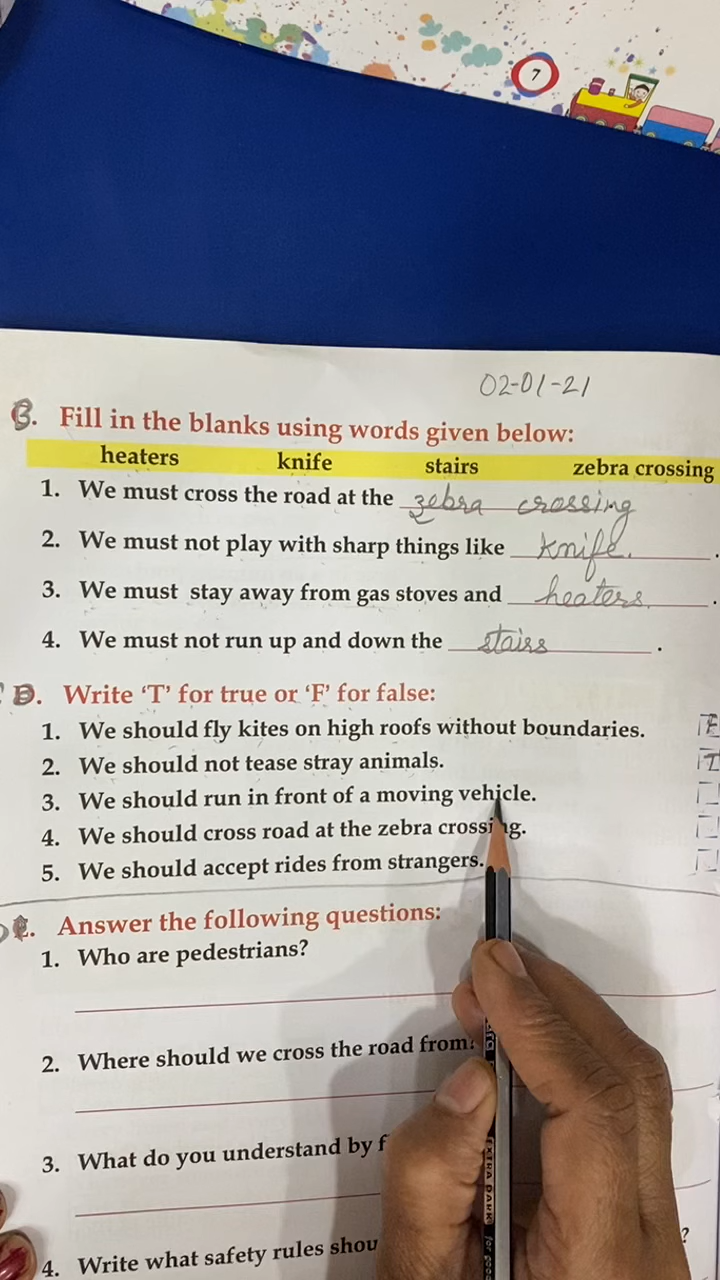 7
02-01-21
B. Fill in the blanks using words given below:
heaters knife stairs zebra crossing
1. We must cross the road at the zebra crossing
2. We must not play with sharp things like knife.
3. We must stay away from gas stoves and heaters.
4. We must not run up and down the stairs.
D. Write 'T' for true or 'F' for false:
1. We should fly kites on high roofs without boundaries. F
2. We should not tease stray animals. T
3. We should run in front of a moving vehicle.
4. We should cross road at the zebra crossing.
5. We should accept rides from strangers.
Answer the following questions:
1. Who are pedestrians?
2. Where should we cross the road from?
3. What do you understand by
4. Write what safety rules ?
EXTRA DARK